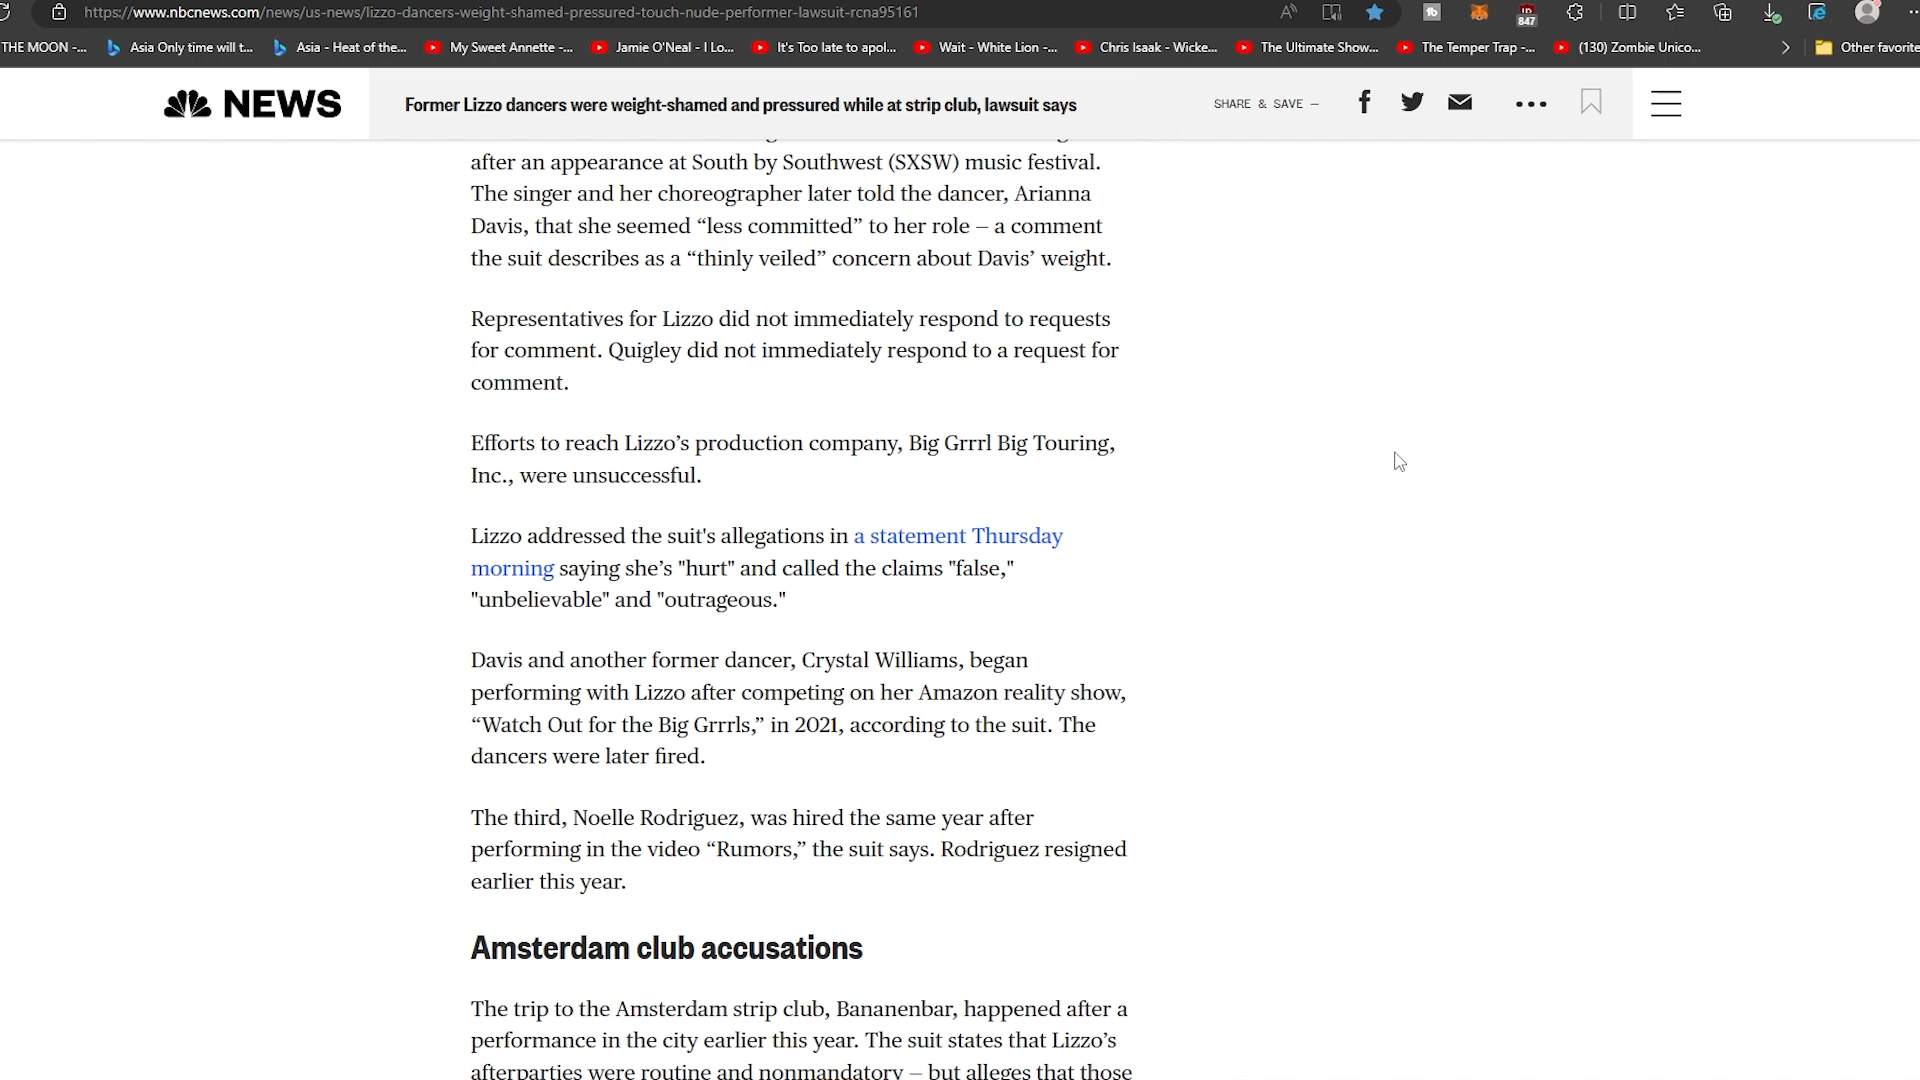 https://www.nbcnews.com/news/us-news/lizzo-dancers-weight-shamed-pressured-touch-nude-performer-lawsuit-rcna95161
847
THE MOON -...
Asia Only time will t...
Asia - Heat of the...
My Sweet Annette -...
Jamie O'Neal - I Lo...
It's Too late to apol...
Wait - White Lion -...
Chris Isaak - Wicke...
The Ultimate Show...
The Temper Trap -...
(130) Zombie Unico...
Other favorite
NEWS
Former Lizzo dancers were weight-shamed and pressured while at strip club, lawsuit says
SHARE & SAVE —
after an appearance at South by Southwest (SXSW) music festival.
The singer and her choreographer later told the dancer, Arianna
Davis, that she seemed “less committed” to her role — a comment
the suit describes as a “thinly veiled” concern about Davis’ weight.
Representatives for Lizzo did not immediately respond to requests
for comment. Quigley did not immediately respond to a request for
comment.
Efforts to reach Lizzo’s production company, Big Grrrl Big Touring,
Inc., were unsuccessful.
Lizzo addressed the suit's allegations in a statement Thursday
morning saying she’s "hurt" and called the claims "false,"
"unbelievable" and "outrageous."
Davis and another former dancer, Crystal Williams, began
performing with Lizzo after competing on her Amazon reality show,
“Watch Out for the Big Grrrls,” in 2021, according to the suit. The
dancers were later fired.
The third, Noelle Rodriguez, was hired the same year after
performing in the video “Rumors,” the suit says. Rodriguez resigned
earlier this year.
Amsterdam club accusations
The trip to the Amsterdam strip club, Bananenbar, happened after a
performance in the city earlier this year. The suit states that Lizzo’s
afterparties were routine and nonmandatory — but alleges that those